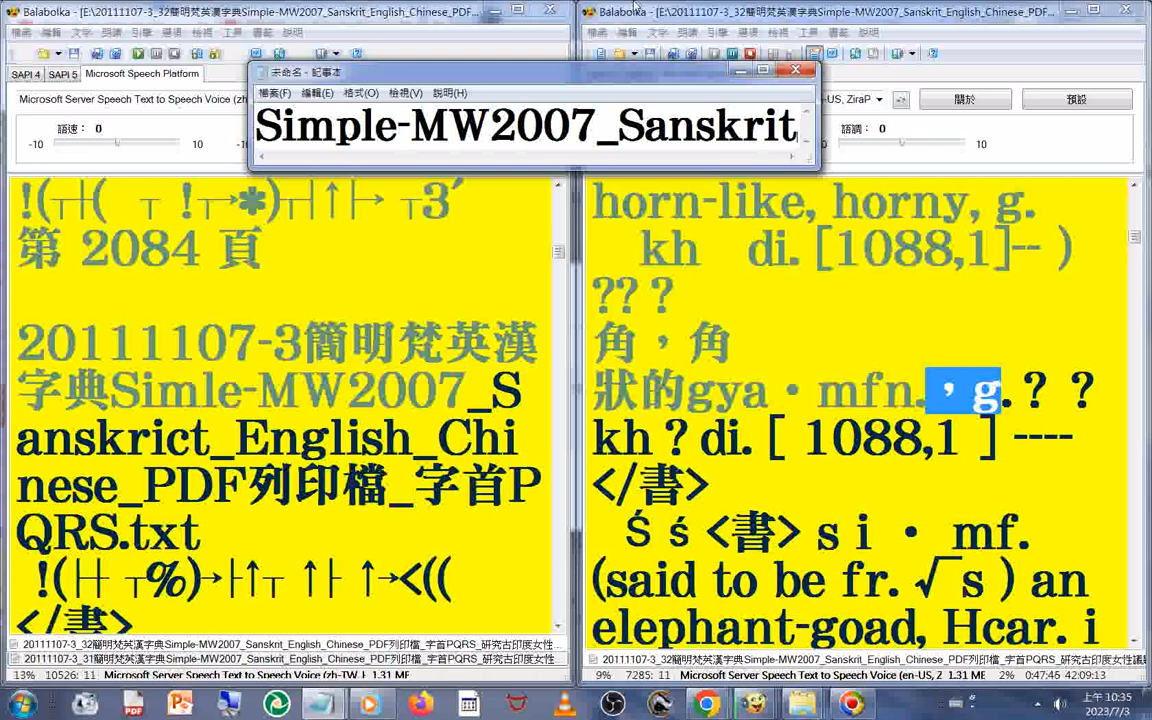 Balabolka - [E:\20111107-3_32簡明梵英漢字典Simple-MW2007_Sanskrit_English_Chinese_PDF...
Balabolka - [E:\20111107-3_32簡明梵英漢字典Simple-MW2007_Sanskrit_English_Chinese_PDF...
SAPI 4 SAPI 5 Microsoft Speech Platform
Microsoft Server Speech Text to Speech Voice (zh
-US, ZiraP
關於
預設
語速： 0
-10 10
語調： 0
10
未命名 - 記事本
檔案(F) 編輯(E) 格式(O) 檢視(V) 說明(H)
Simple-MW2007_Sanskrit
!(┬┤( ┬ !┬→*)┬┤↑├→ ┬3′
第 2084 頁
20111107-3簡明梵英漢
字典Simle-MW2007_S
anskrict_English_Chi
nese_PDF列印檔_字首P
QRS.txt
!(├┤ ┬%)→├↑┬ ↑├ ↑→<((
</書>
horn-like, horny, g.
kh di. [1088,1]-- )
?? ?
角，角
狀的gya·mfn.，g.? ?
kh ? di. [ 1088,1 ] ----
</書>
Ś ś <書> s i · mf.
(said to be fr. √ s ) an
elephant-goad, Hcar. i
20111107-3_32簡明梵英漢字典Simple-MW2007_Sanskrit_English_Chinese_PDF列印檔_字首PQRS_研究古印度女性...
20111107-3_31簡明梵英漢字典Simple-MW2007_Sanskrit_English_Chinese_PDF列印檔_字首PQRS_研究古印度女性
20111107-3_32簡明梵英漢字典Simple-MW2007_Sanskrit_English_Chinese_PDF列印檔_字首PQRS_研究古印度女性
13% 10526: 11 Microsoft Server Speech Text to Speech Voice (zh-TW, 1.31 MB
9% 7285: 11 Microsoft Server Speech Text to Speech Voice (en-US, Z 1.31 MB 2% 0:47:46 42:09:13
上午 10:35
2023/7/3